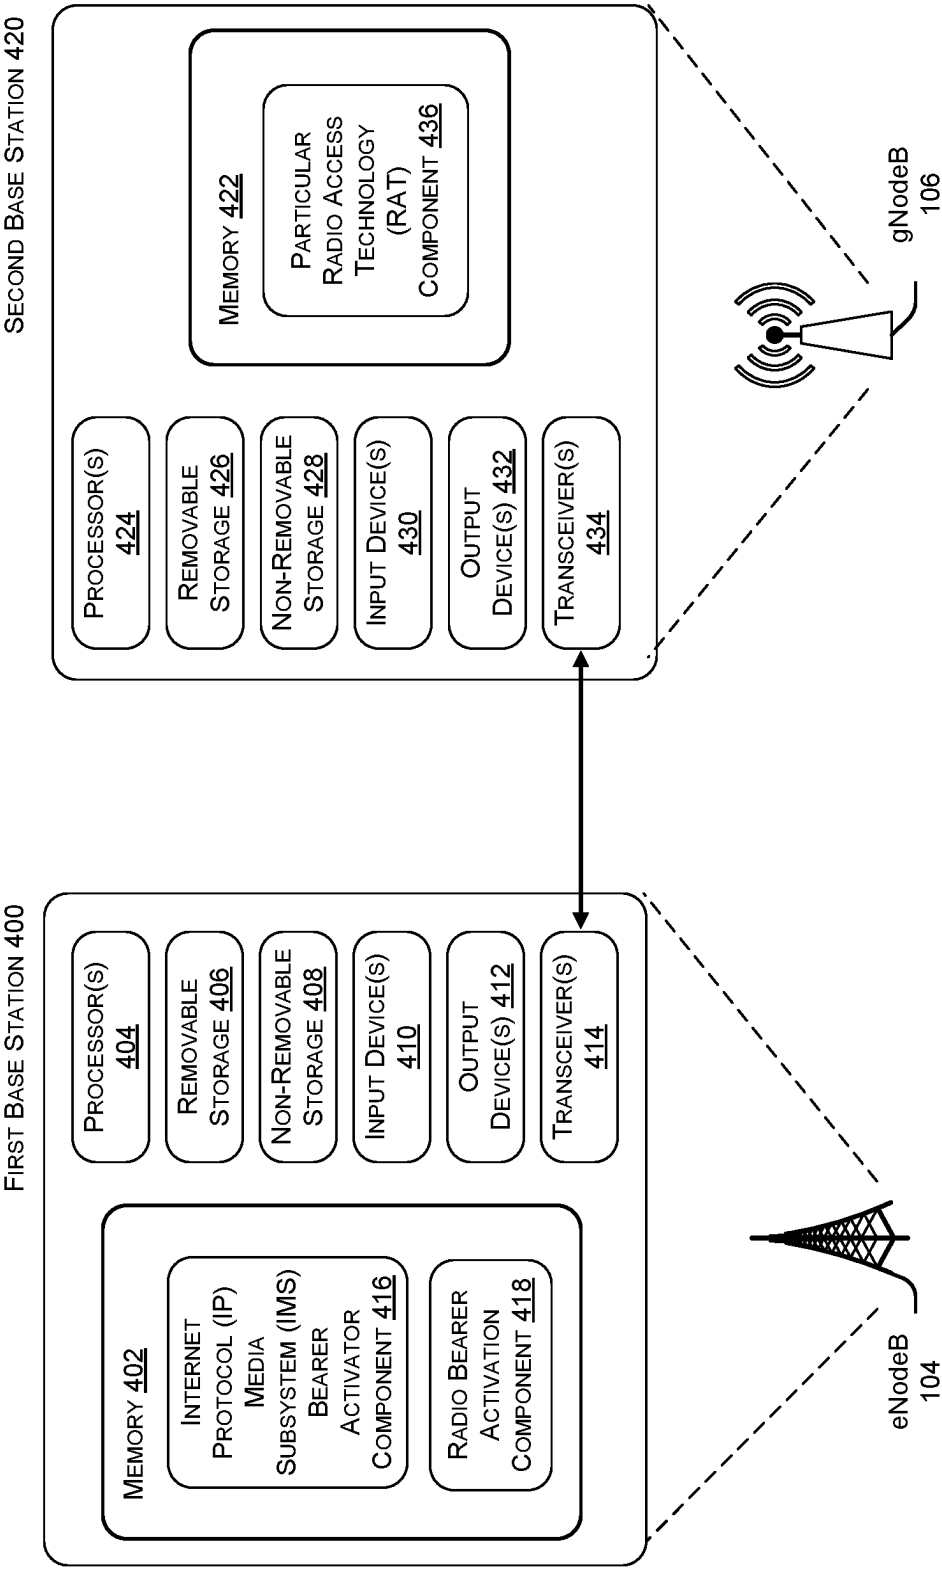 FIRST BASE STATION 400
MEMORY 402
INTERNET
PROTOCOL (IP)
MEDIA
SUBSYSTEM (IMS)
BEARER
ACTIVATOR
COMPONENT 416
RADIO BEARER
ACTIVATION
COMPONENT 418
PROCESSOR(S)
404
REMOVABLE
STORAGE 406
NON-REMOVABLE
STORAGE 408
INPUT DEVICE(S)
410
OUTPUT
DEVICE(S) 412
TRANSCEIVER(S)
414
eNodeB
104
SECOND BASE STATION 420
PROCESSOR(S)
424
REMOVABLE
STORAGE 426
NON-REMOVABLE
STORAGE 428
INPUT DEVICE(S)
430
OUTPUT
DEVICE(S) 432
TRANSCEIVER(S)
434
MEMORY 422
PARTICULAR
RADIO ACCESS
TECHNOLOGY
(RAT)
COMPONENT 436
gNodeB
106